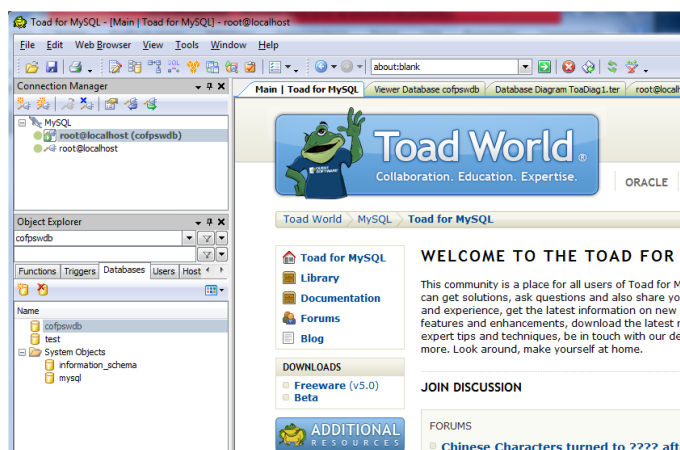 Toad for MySQL - [Main | Toad for MySQL] - root@localhost
File Edit Web Browser View Tools Window Help
about:blank
Connection Manager
Main | Toad for MySQL Viewer Database cofpswdb Database Diagram ToaDiag1.ter root@localh
MySQL
root@localhost (cofpswdb)
root@localhost
Toad World
Collaboration. Education. Expertise.
QUEST SOFTWARE
ORACLE
Toad World MySQL Toad for MySQL
Object Explorer
cofpswdb
Functions Triggers Databases Users Host
Name
cofpswdb
test
System Objects
information_schema
mysql
Toad for MySQL
Library
Documentation
Forums
Blog
DOWNLOADS
Freeware (v5.0)
Beta
ADDITIONAL
RESOURCES
WELCOME TO THE TOAD FOR
This community is a place for all users of Toad for M
can get solutions, ask questions and also share yo
and experience, get the latest information on new
features and enhancements, download the latest r
expert tips and techniques, be in touch with our de
more. Look around, make yourself at home.
JOIN DISCUSSION
FORUMS
Chinese Characters turned to ???? aft